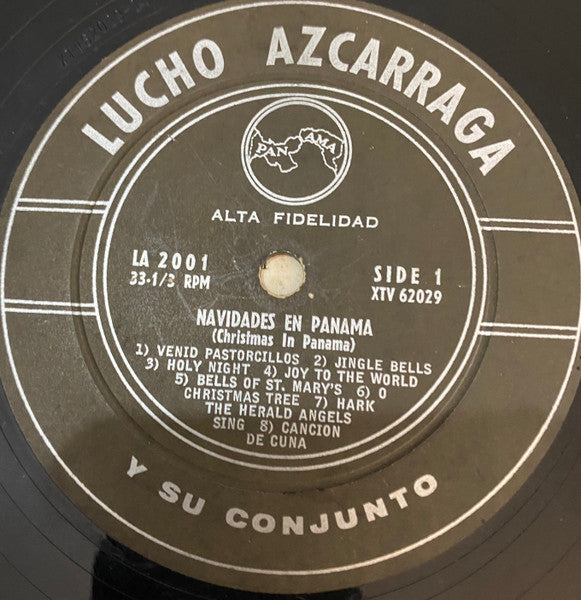 LUCHO AZCARRAGA
PANAMA
ALTA FIDELIDAD
LA 2001
33-1/3 RPM
SIDE 1
XTV 62029
NAVIDADES EN PANAMA
(Christmas In Panama)
1) VENID PASTORCILLOS 2) JINGLE BELLS
3) HOLY NIGHT 4) JOY TO THE WORLD
5) BELLS OF ST. MARY'S 6) O
CHRISTMAS TREE 7) HARK
THE HERALD ANGELS
SING 8) CANCION
DE CUNA
Y SU CONJUNTO